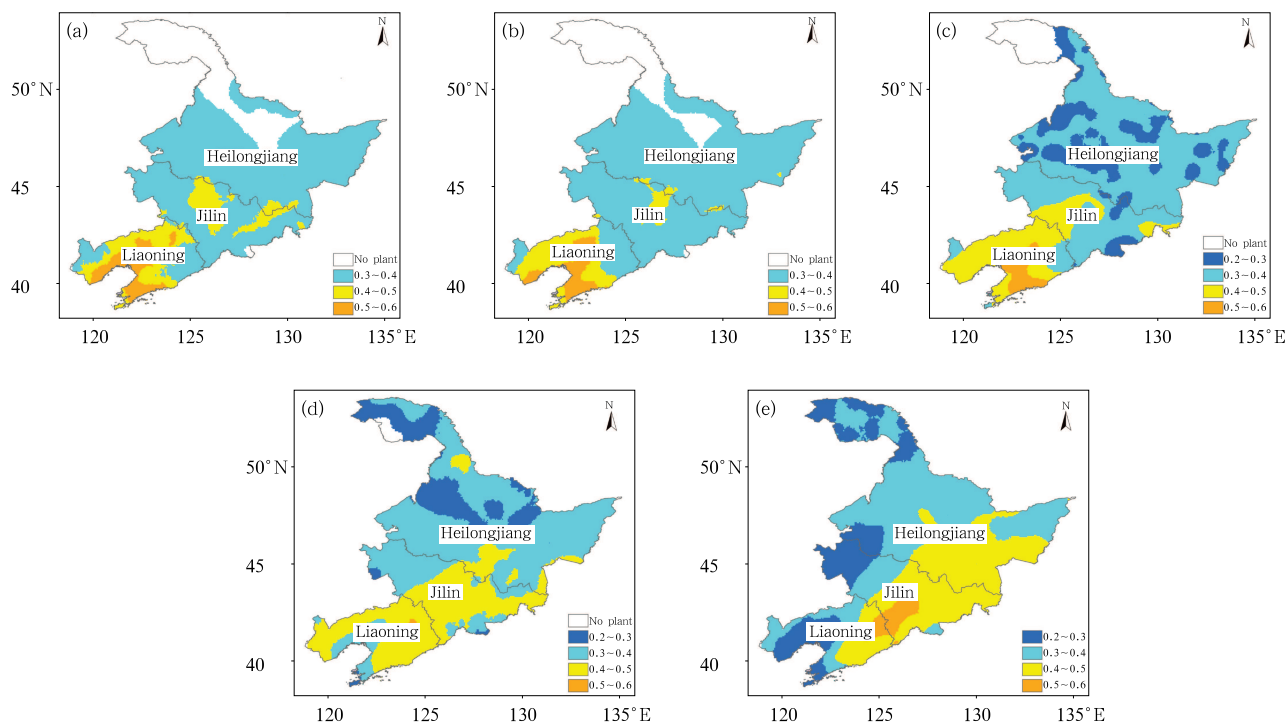 (a)
N
50°N
45
40
Heilongjiang
Jilin
Liaoning
No plant
0.3~0.4
0.4~0.5
0.5~0.6
120
125
130
135°E
(b)
N
Heilongjiang
Jilin
Liaoning
No plant
0.3~0.4
0.4~0.5
0.5~0.6
120
125
130
135°E
(c)
N
50°N
45
40
Heilongjiang
Jilin
Liaoning
No plant
0.2~0.3
0.3~0.4
0.4~0.5
0.5~0.6
120
125
130
135°E
(d)
N
50°N
45
40
Heilongjiang
Jilin
Liaoning
No plant
0.2~0.3
0.3~0.4
0.4~0.5
0.5~0.6
120
125
130
135°E
(e)
N
50°N
45
40
Heilongjiang
Jilin
Liaoning
0.2~0.3
0.3~0.4
0.4~0.5
0.5~0.6
120
125
130
135°E